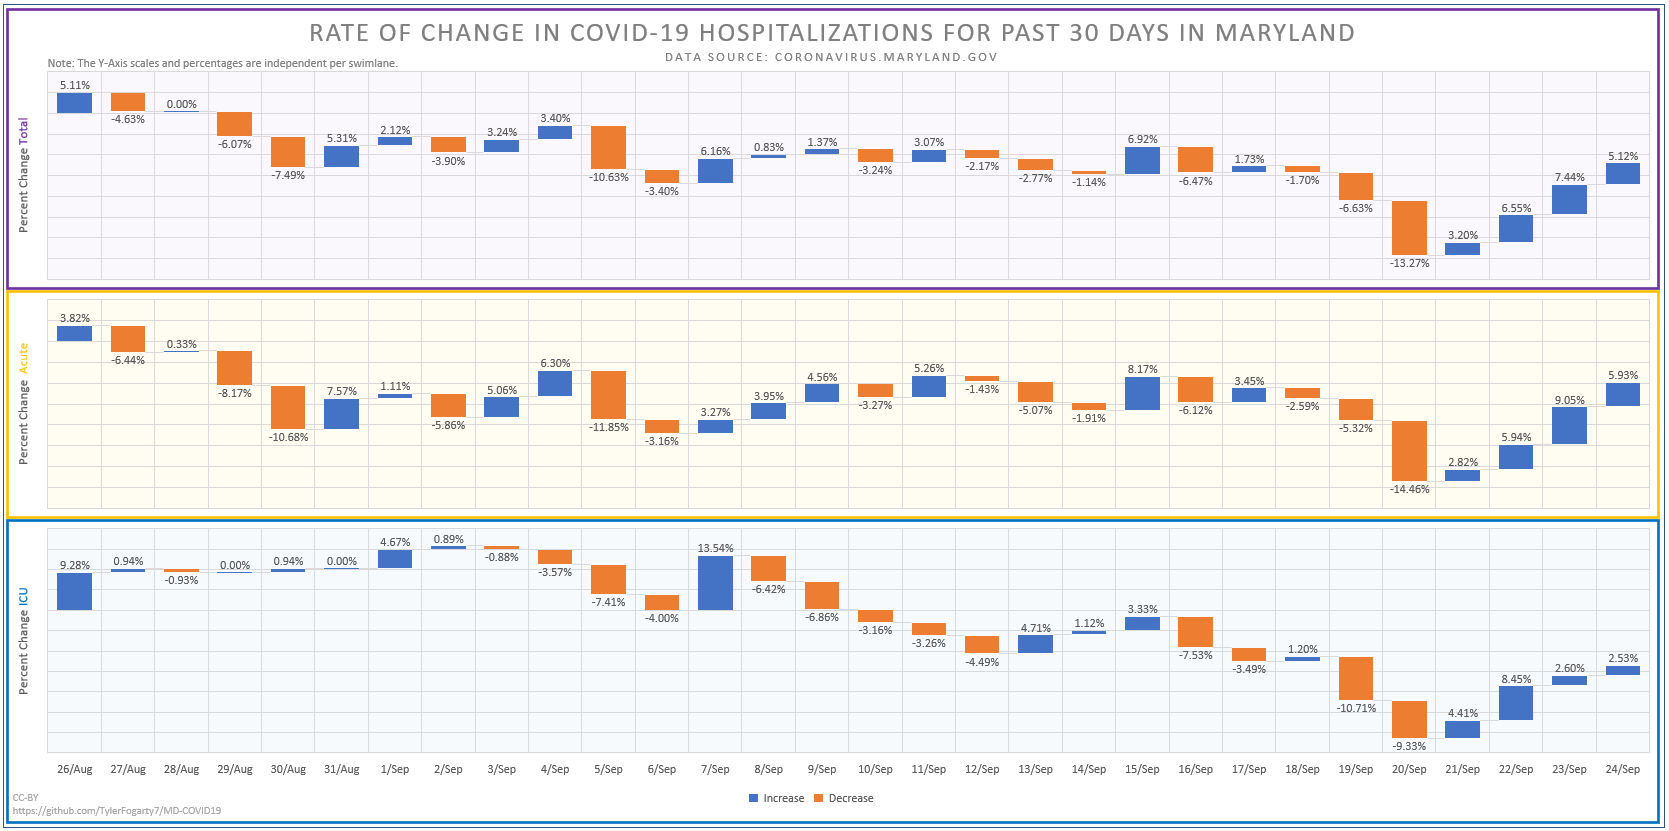 RATE OF CHANGE IN COVID-19 HOSPITALIZATIONS FOR PAST 30 DAYS IN MARYLAND
DATA SOURCE: CORONAVIRUS.MARYLAND.GOV
Note: The Y-Axis scales and percentages are independent per swimlane.
Percent Change Total
5.11% -4.63% 0.00% -6.07% -7.49% 5.31% 2.12% -3.90% 3.24% 3.40% -10.63% -3.40% 6.16% 0.83% 1.37% -3.24% 3.07% -2.17% -2.77% -1.14% 6.92% -6.47% 1.73% -1.70% -6.63% -13.27% 3.20% 6.55% 7.44% 5.12%
Percent Change Acute
3.82% -6.44% 0.33% -8.17% -10.68% 7.57% 1.11% -5.86% 5.06% 6.30% -11.85% -3.16% 3.27% 3.95% 4.56% -3.27% 5.26% -1.43% -5.07% -1.91% 8.17% -6.12% 3.45% -2.59% -5.32% -14.46% 2.82% 5.94% 9.05% 5.93%
Percent Change ICU
9.28% 0.94% -0.93% 0.00% 0.94% 0.00% 4.67% 0.89% -0.88% -3.57% -7.41% -4.00% 13.54% -6.42% -6.86% -3.16% -3.26% -4.49% 4.71% 1.12% 3.33% -7.53% -3.49% 1.20% -10.71% -9.33% 4.41% 8.45% 2.60% 2.53%
26/Aug 27/Aug 28/Aug 29/Aug 30/Aug 31/Aug 1/Sep 2/Sep 3/Sep 4/Sep 5/Sep 6/Sep 7/Sep 8/Sep 9/Sep 10/Sep 11/Sep 12/Sep 13/Sep 14/Sep 15/Sep 16/Sep 17/Sep 18/Sep 19/Sep 20/Sep 21/Sep 22/Sep 23/Sep 24/Sep
Increase Decrease
CC-BY
https://github.com/TylerFogarty7/MD-COVID19